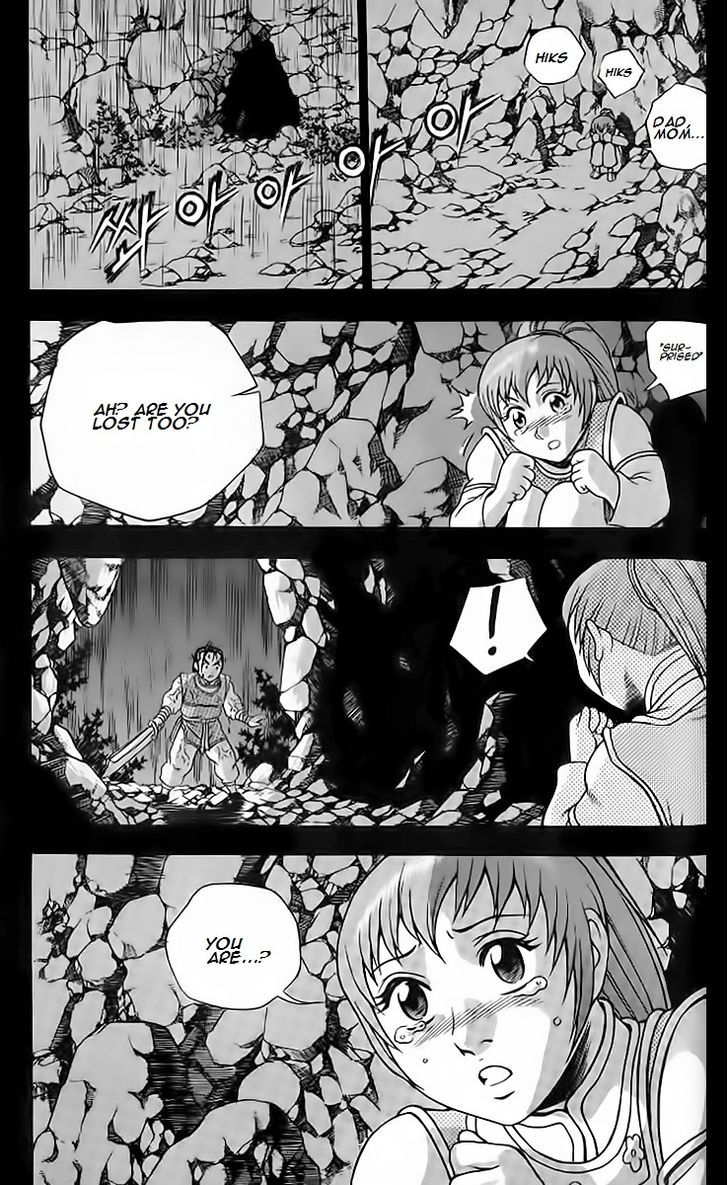 HIKS
HIKS
DAD,
MOM...
쏴아아아아
AH? ARE YOU
LOST TOO?
*SUR-
PRISED*
!
YOU
ARE...?